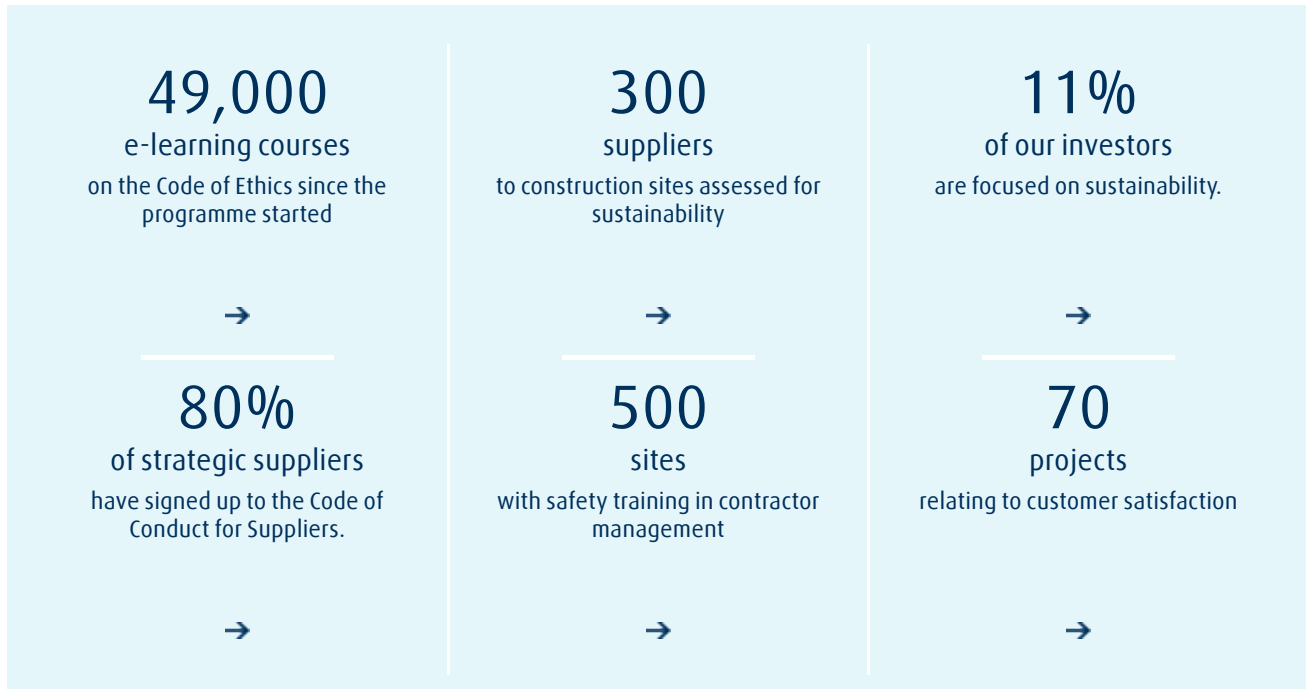 49,000
e-learning courses
on the Code of Ethics since the
programme started
300
suppliers
to construction sites assessed for
sustainability
11%
of our investors
are focused on sustainability.
80%
of strategic suppliers
have signed up to the Code of
Conduct for Suppliers.
500
sites
with safety training in contractor
management
70
projects
relating to customer satisfaction